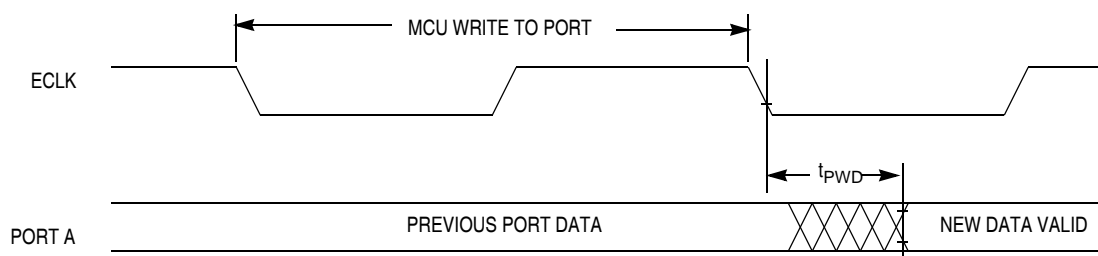 MCU WRITE TO PORT
ECLK
tPWD
PREVIOUS PORT DATA
NEW DATA VALID
PORT A